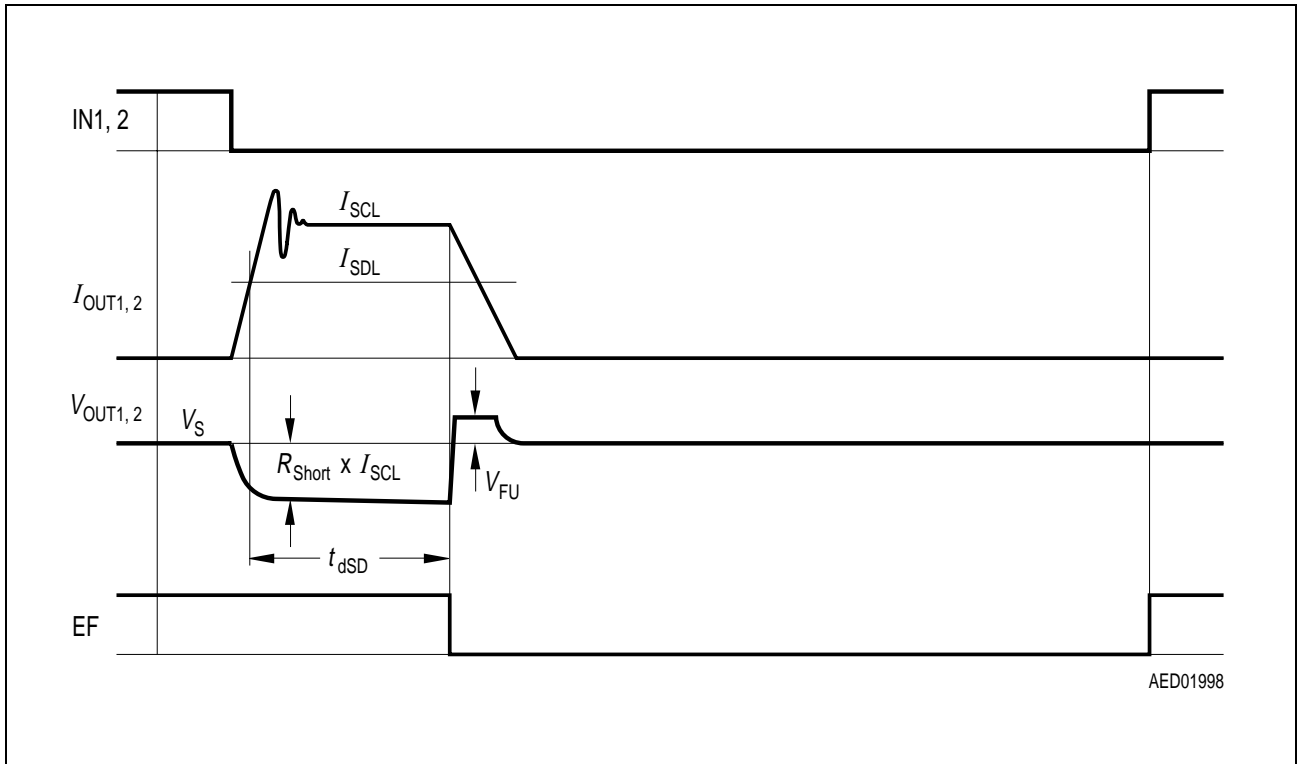 IN1, 2
I_SCL
I_SDL
I_OUT1, 2
V_OUT1, 2
V_S
R_Short x I_SCL
V_FU
t_dSD
EF
AED01998